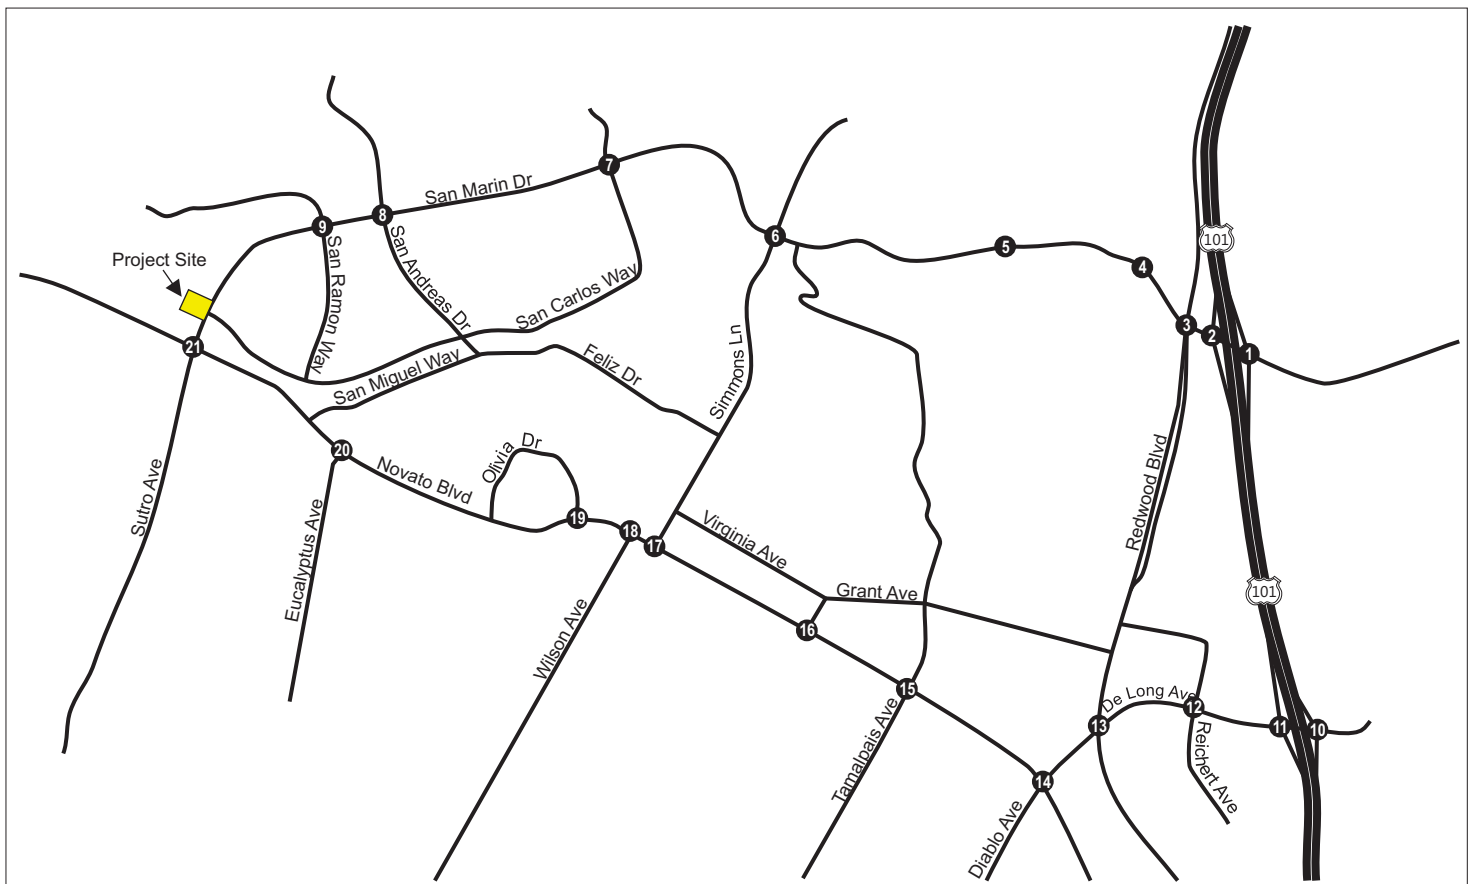 7
San Marin Dr
8
9
6
101
5
San Ramon Way
San Andreas Dr
Project Site
4
San Carlos Way
3
2
21
1
San Miguel Way
Feliz Dr
Simmons Ln
20
Olivia Dr
Novato Blvd
Redwood Blvd
Sutro Ave
Eucalyptus Ave
19
18
17
Virginia Ave
Grant Ave
101
16
Wilson Ave
15
De Long Ave
12
13
11
10
Tamalpais Ave
Reichert Ave
14
Diablo Ave